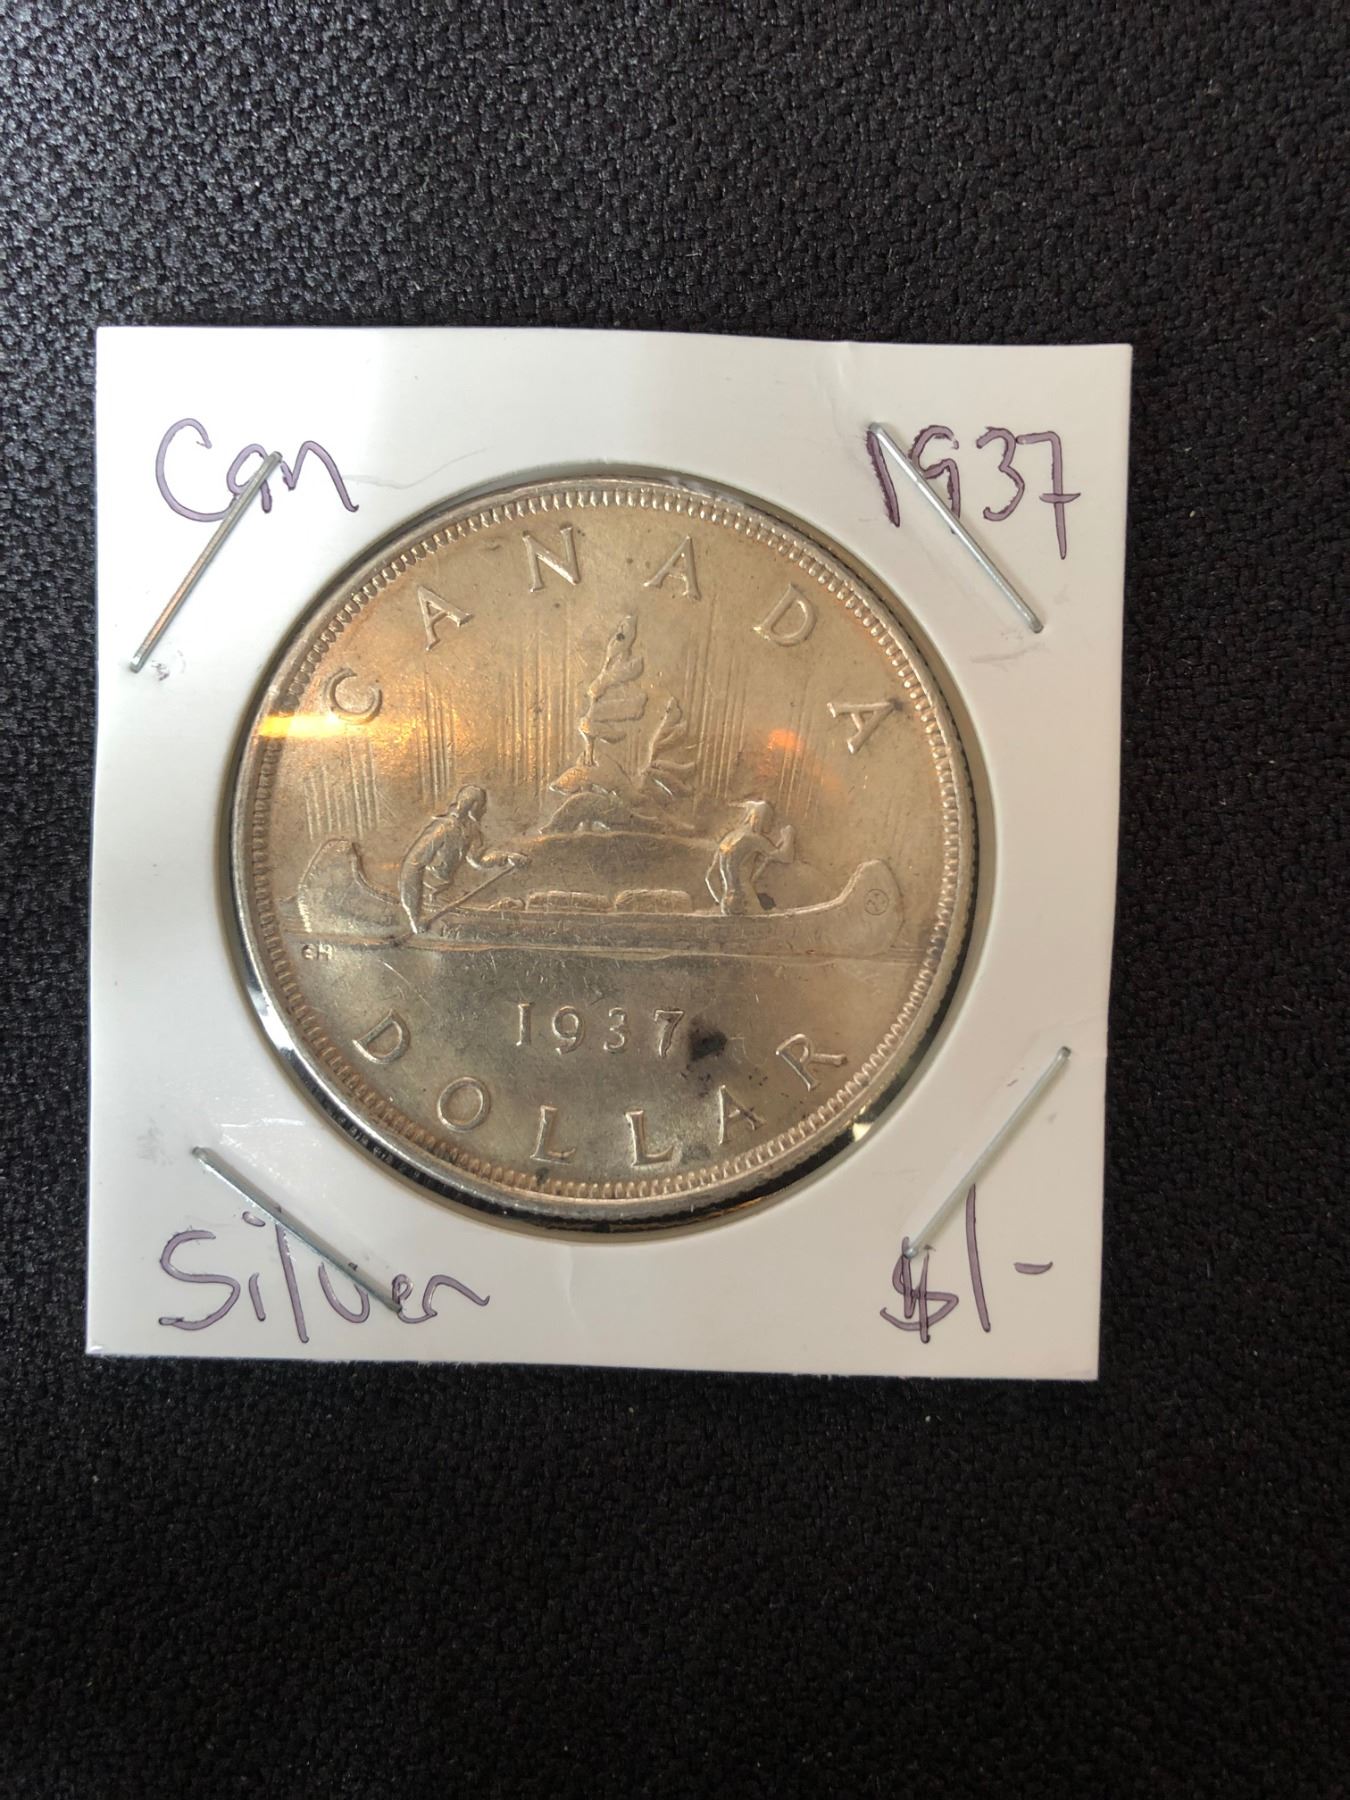 Can 1937
CANADA
EH
1937
DOLLAR
Silver $1-